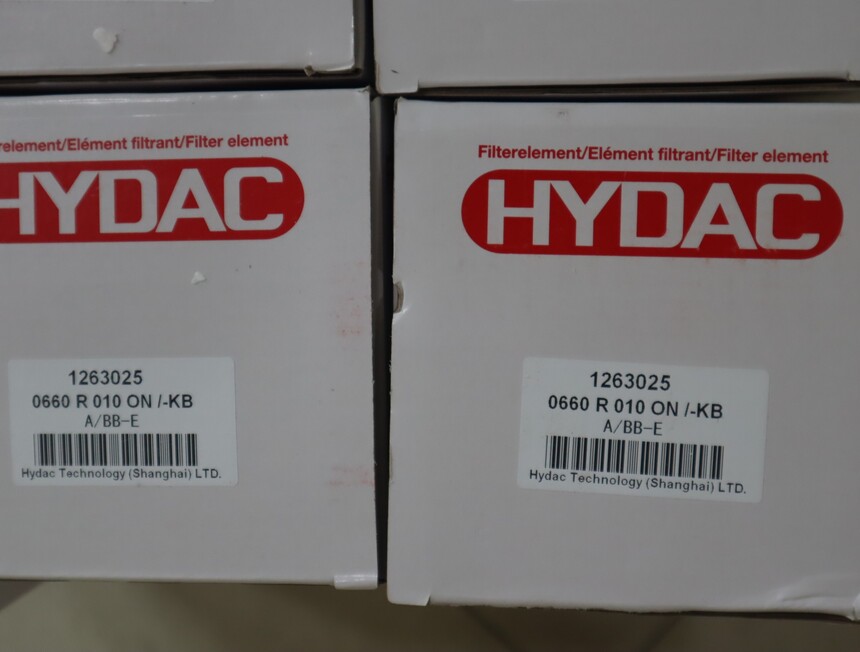 relement/Elément filtrant/Filter element
HYDAC
1263025
0660 R 010 ON /-KB
A/BB-E
Hydac Technology (Shanghai) LTD.
Filterelement/Elément filtrant/Filter element
HYDAC
1263025
0660 R 010 ON /-KB
A/BB-E
Hydac Technology (Shanghai) LTD.